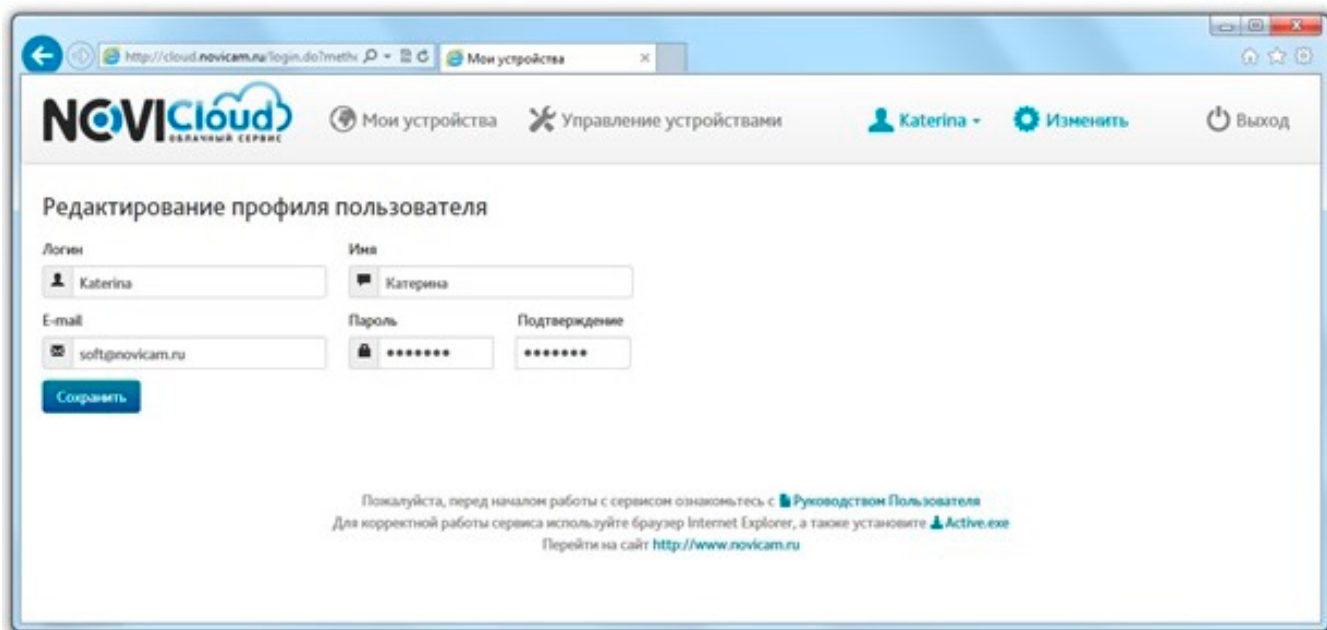 http://cloud.novicam.ru/login.do?metho
Мои устройства
NOVICloud
ОБЛАЧНЫЙ СЕРВИС
Мои устройства Управление устройствами Katerina Изменить Выход
Редактирование профиля пользователя
Логин Имя
Katerina Катерина
E-mail Пароль Подтверждение
soft@novicam.ru ••••••• •••••••
Сохранить
Пожалуйста, перед началом работы с сервисом ознакомьтесь с Руководством Пользователя
Для корректной работы сервиса используйте браузер Internet Explorer, а также установите Active.exe
Перейти на сайт http://www.novicam.ru